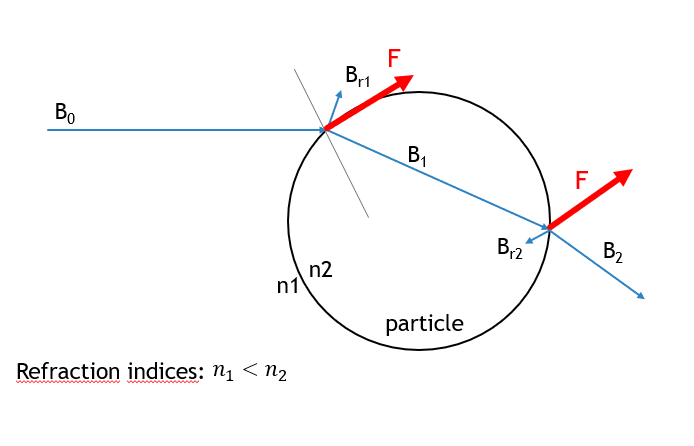 F
Br1
B0
B1
F
Br2
B2
n2
n1
particle
Refraction indices: n1 < n2